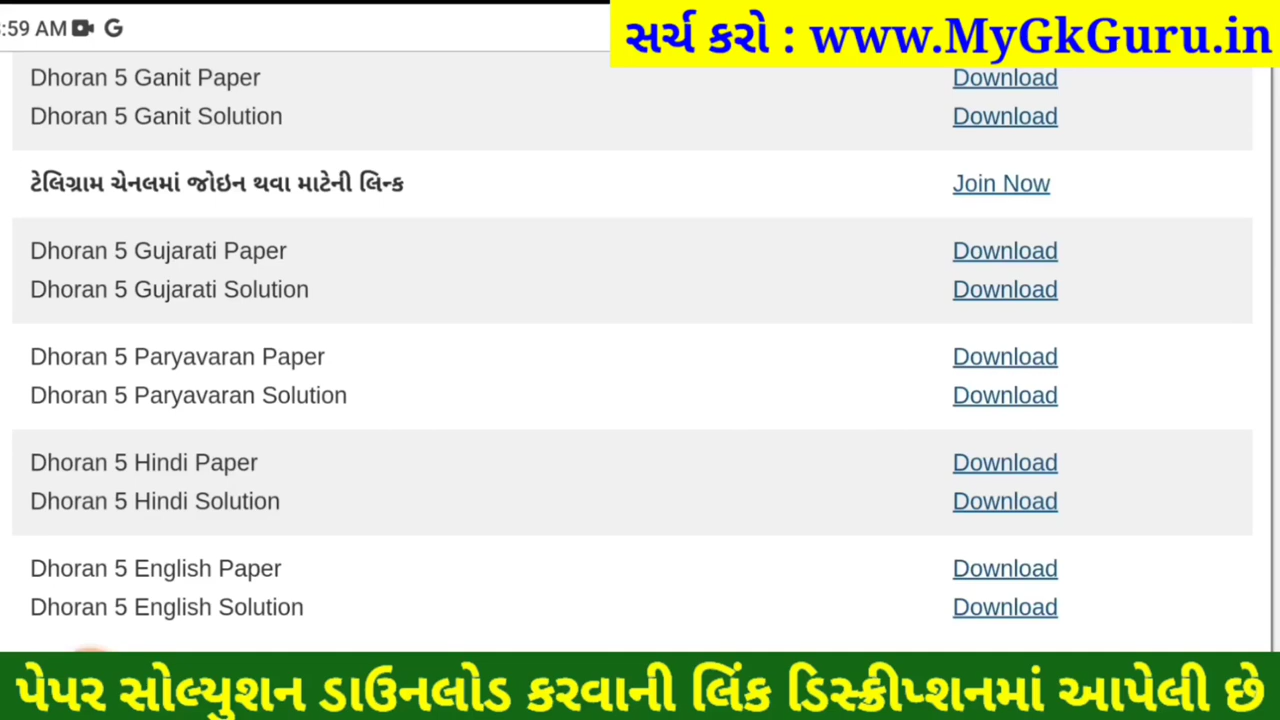 :59 AM
સર્ચ કરો : www.MyGkGuru.in
Dhoran 5 Ganit Paper Download
Dhoran 5 Ganit Solution Download
ટેલિગ્રામ ચેનલમાં જોઇન થવા માટેની લિન્ક Join Now
Dhoran 5 Gujarati Paper Download
Dhoran 5 Gujarati Solution Download
Dhoran 5 Paryavaran Paper Download
Dhoran 5 Paryavaran Solution Download
Dhoran 5 Hindi Paper Download
Dhoran 5 Hindi Solution Download
Dhoran 5 English Paper Download
Dhoran 5 English Solution Download
પેપર સોલ્યુશન ડાઉનલોડ કરવાની લિંક ડિસ્ક્રીપ્શનમાં આપેલી છે